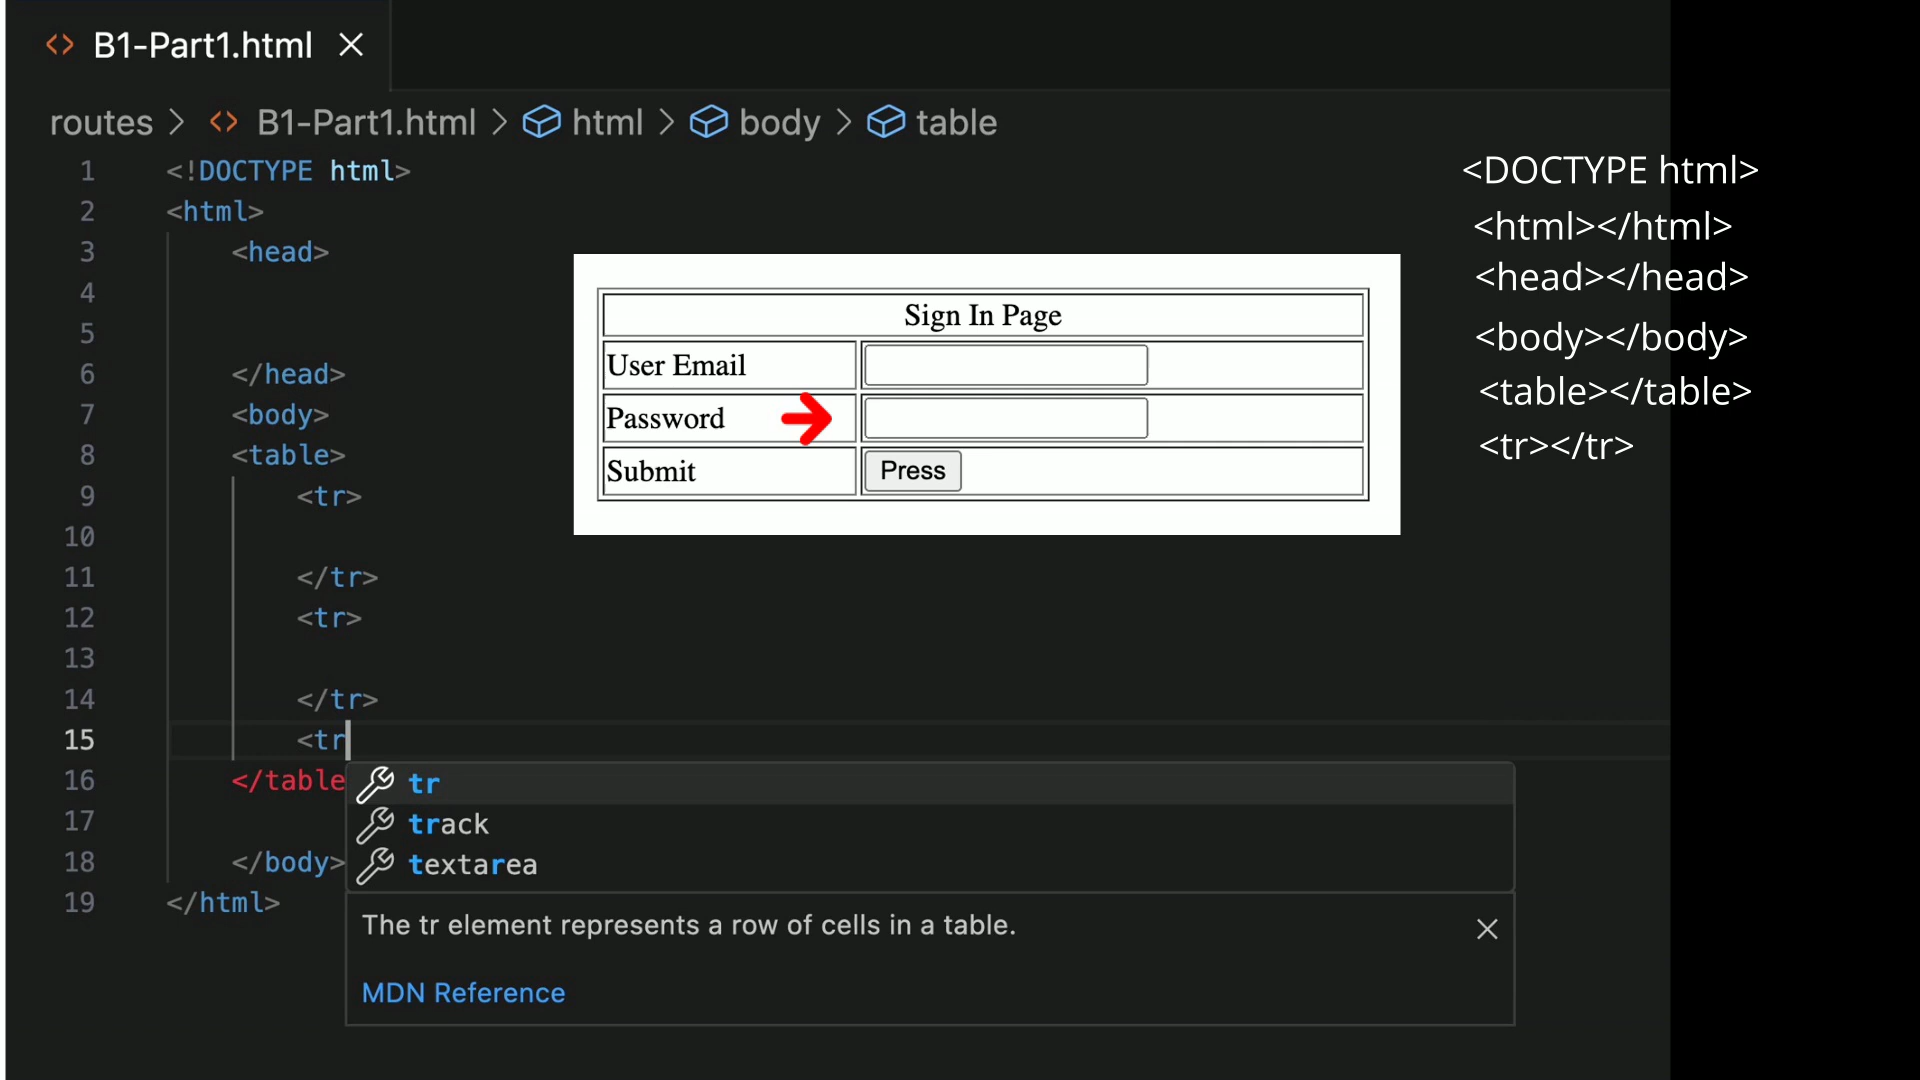 B1-Part1.html
routes > B1-Part1.html > html > body > table
1 <!DOCTYPE html>
2 <html>
3 <head>
4
5
6 </head>
7 <body>
8 <table>
9 <tr>
10
11 </tr>
12 <tr>
13
14 </tr>
15 <tr
16 </table
17
18 </body>
19 </html>
tr
track
textarea
The tr element represents a row of cells in a table.
MDN Reference
Sign In Page
User Email
Password
Submit Press
<DOCTYPE html>
<html></html>
<head></head>
<body></body>
<table></table>
<tr></tr>